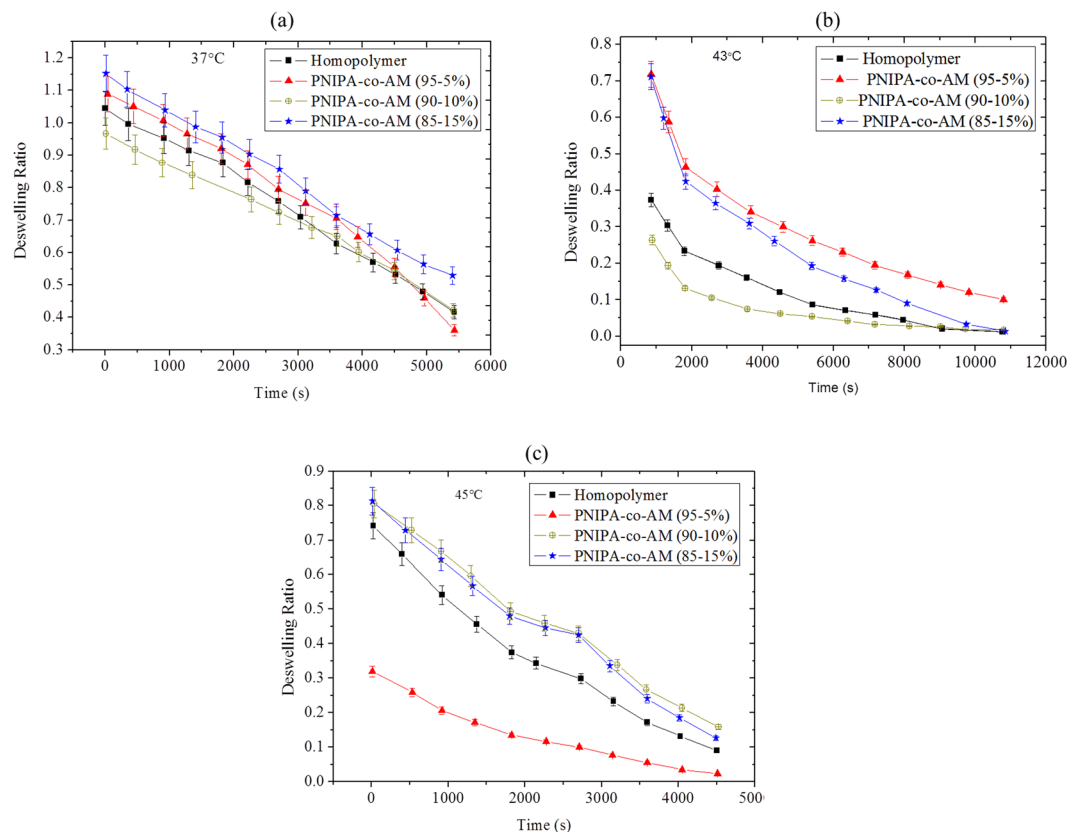 (a)
37°C
Homopolymer
PNIPA-co-AM (95-5%)
PNIPA-co-AM (90-10%)
PNIPA-co-AM (85-15%)
Deswelling Ratio
1.2
1.1
1.0
0.9
0.8
0.7
0.6
0.5
0.4
0.3
0 1000 2000 3000 4000 5000 6000
Time (s)
(b)
43°C
Homopolymer
PNIPA-co-AM (95-5%)
PNIPA-co-AM (90-10%)
PNIPA-co-AM (85-15%)
Deswelling Ratio
0.8
0.7
0.6
0.5
0.4
0.3
0.2
0.1
0.0
0 2000 4000 6000 8000 10000 12000
Time (s)
(c)
45°C
Homopolymer
PNIPA-co-AM (95-5%)
PNIPA-co-AM (90-10%)
PNIPA-co-AM (85-15%)
Deswelling Ratio
0.9
0.8
0.7
0.6
0.5
0.4
0.3
0.2
0.1
0.0
0 1000 2000 3000 4000
Time (s)